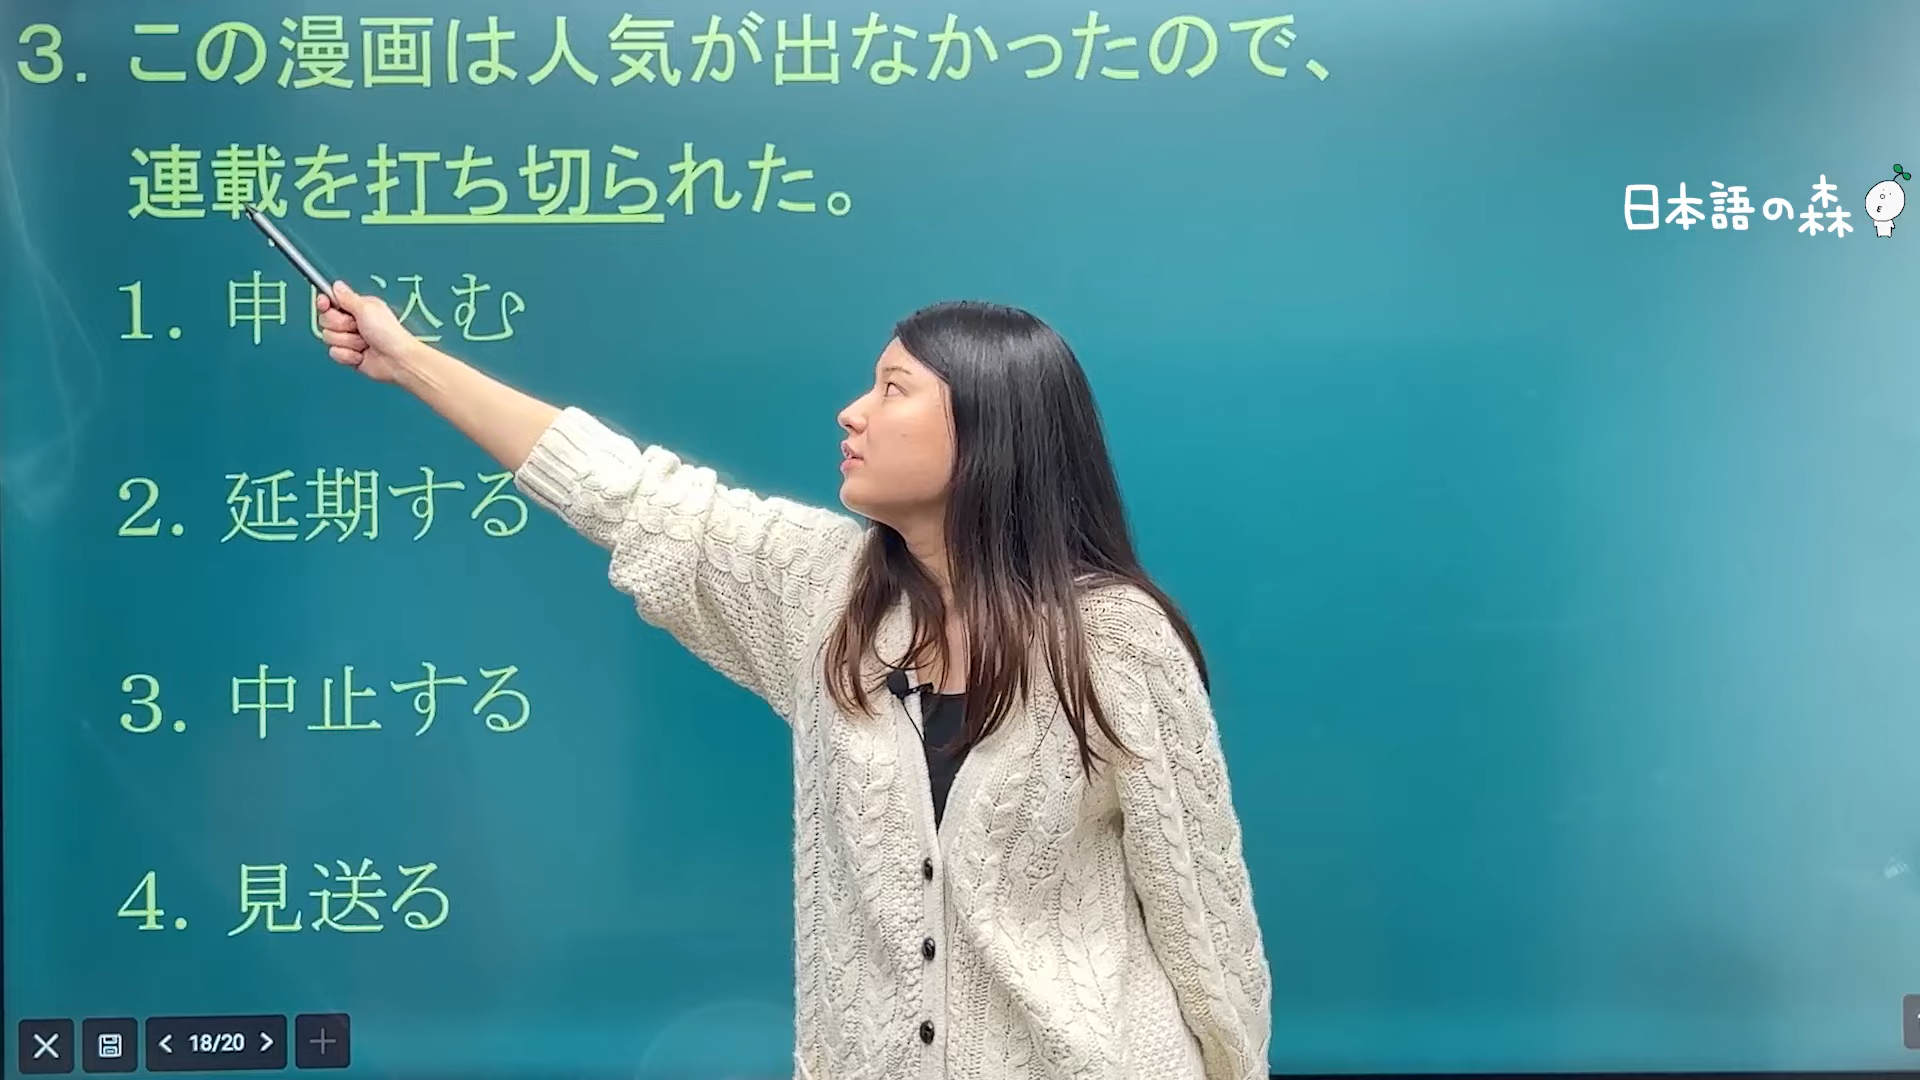 3. この漫画は人気が出なかったので、
連載を打ち切られた。
日本語の森
1. 申し込む
2. 延期する
3. 中止する
4. 見送る
18/20